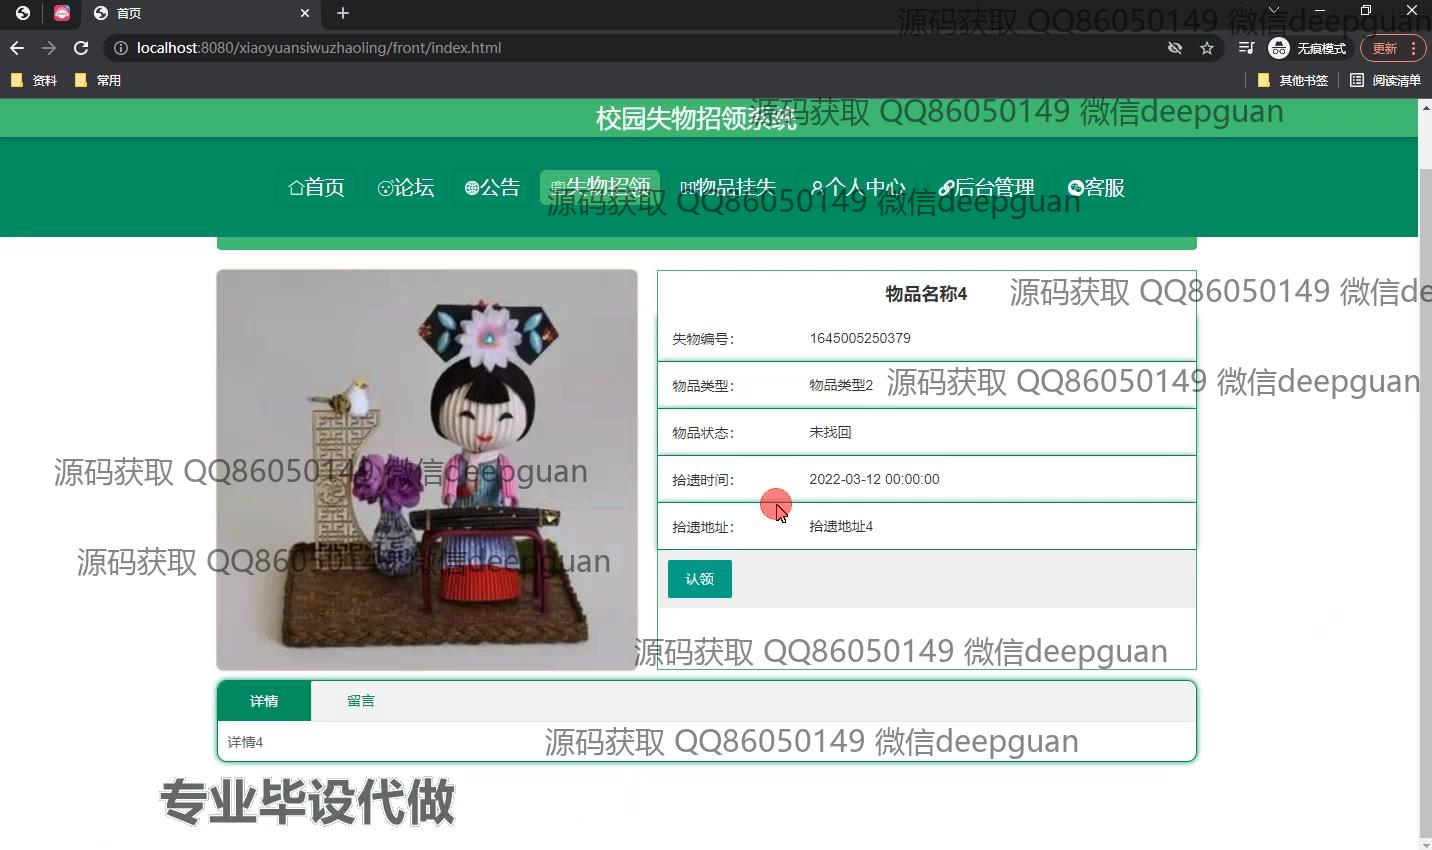 首页
源码获取 QQ86050149 微信deepguan
localhost:8080/xiaoyuansiwuzhaoling/front/index.html
无痕模式
更新
资料
常用
其他书签
阅读清单
校园失物招领系统
源码获取 QQ86050149 微信deepguan
首页
论坛
公告
失物招领
物品挂失
个人中心
后台管理
客服
源码获取 QQ86050149 微信deepguan
物品名称4
源码获取 QQ86050149 微信de
失物编号：
1645005250379
物品类型：
物品类型2
源码获取 QQ86050149 微信deepguan
物品状态：
未找回
源码获取 QQ86050149 微信deepguan
拾遗时间：
2022-03-12 00:00:00
拾遗地址：
拾遗地址4
源码获取 QQ86050149 微信deepguan
认领
源码获取 QQ86050149 微信deepguan
详情
留言
详情4
源码获取 QQ86050149 微信deepguan
专业毕设代做